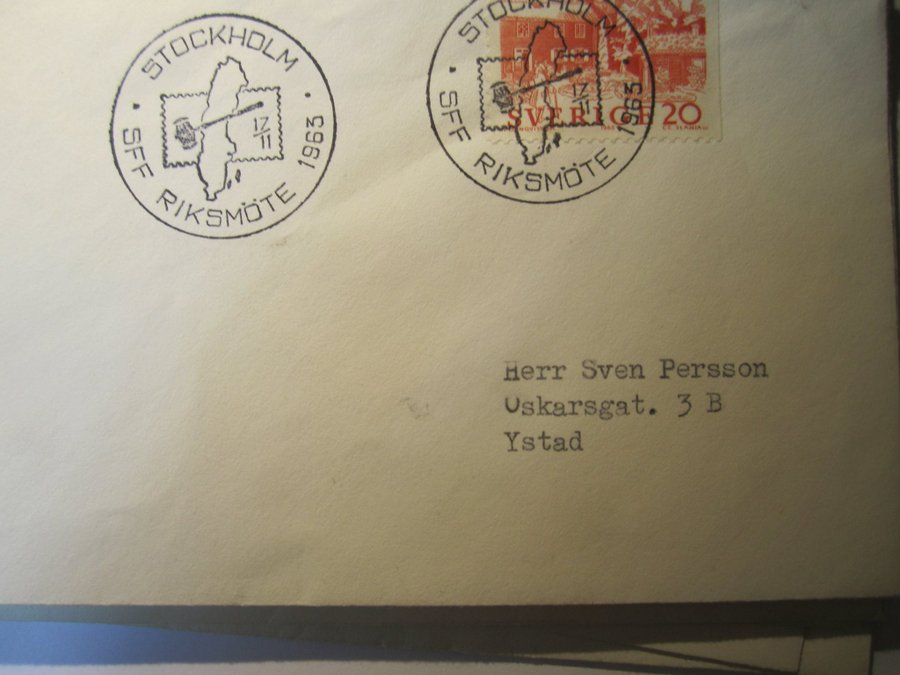 STOCKHOLM
17
11
SFF RIKSMÖTE 1963
STOCKHOLM
17
11
SFF RIKSMÖTE 1963
SVERIGE 20
Herr Sven Persson
Oskarsgat. 3 B
Ystad